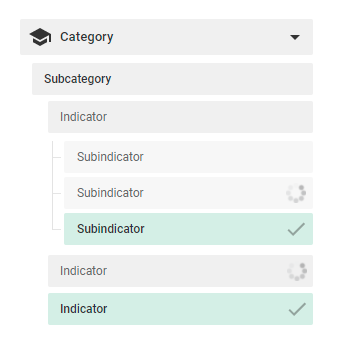 Category
Subcategory
Indicator
Subindicator
Subindicator
Subindicator
Indicator
Indicator